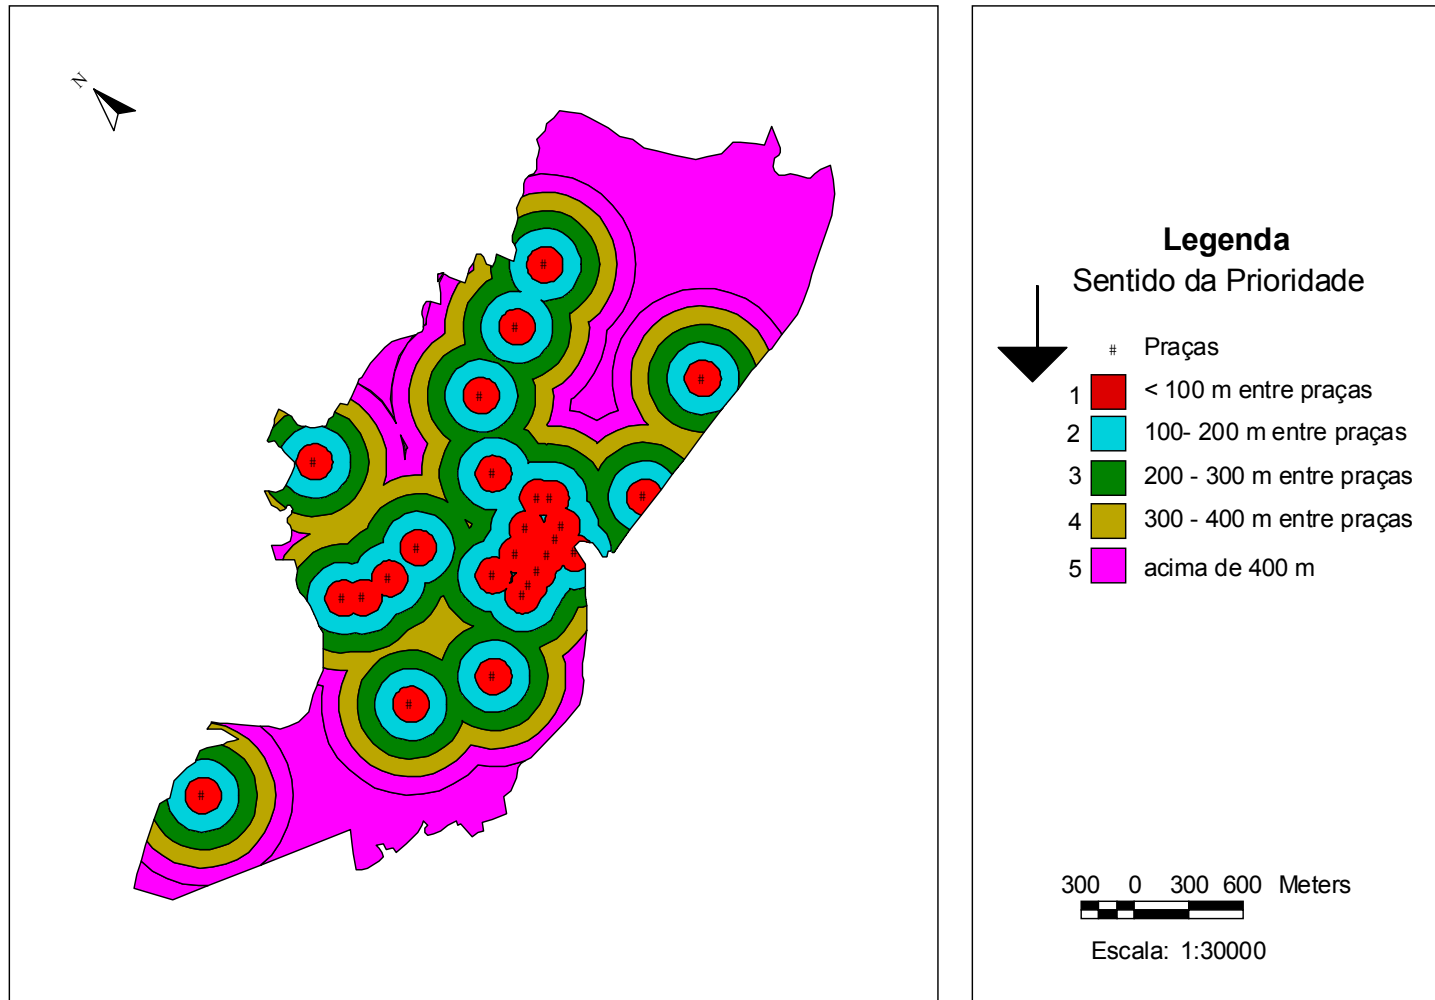 N
Legenda
Sentido da Prioridade
# Praças
1 < 100 m entre praças
2 100- 200 m entre praças
3 200 - 300 m entre praças
4 300 - 400 m entre praças
5 acima de 400 m
300 0 300 600 Meters
Escala: 1:30000